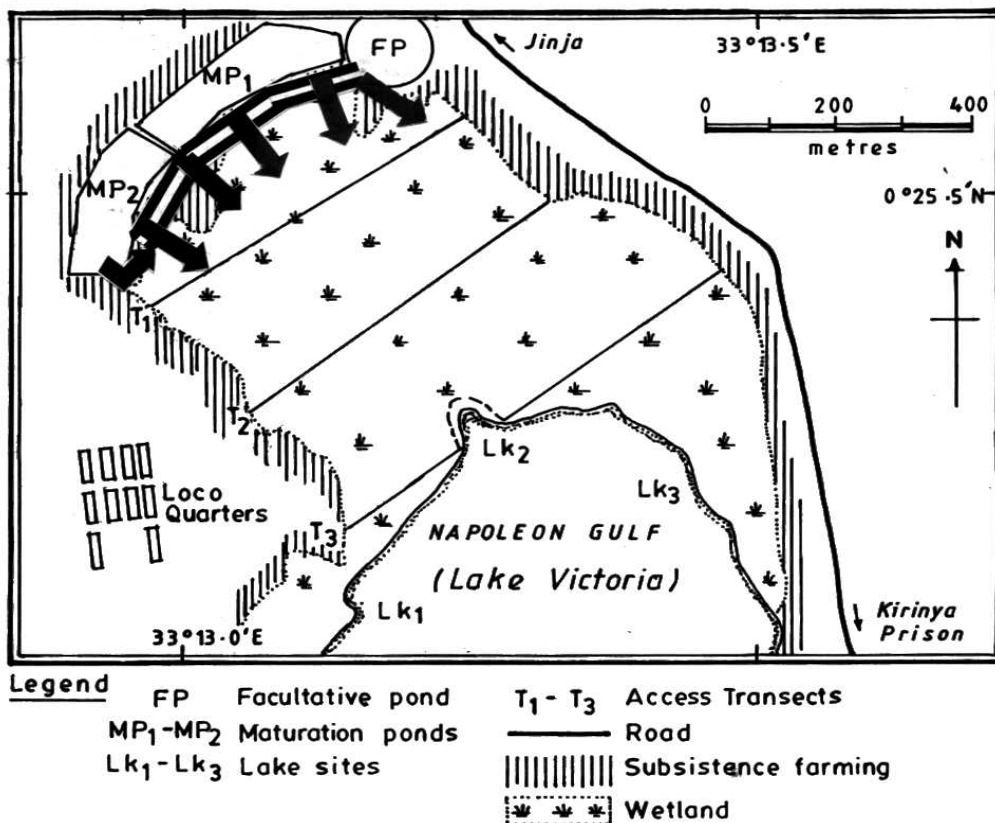 FP
Jinja
33°13.5'E
MP1
0 200 400
metres
MP2
0°25.5'N
N
T1
T2
Lk2
Loco
Quarters
Lk3
T3
NAPOLEON GULF
(Lake Victoria)
Lk1
33°13.0'E
Kirinya
Prison
Legend
FP Facultative pond
MP1-MP2 Maturation ponds
Lk1-Lk3 Lake sites
T1-T3 Access Transects
Road
Subsistence farming
Wetland